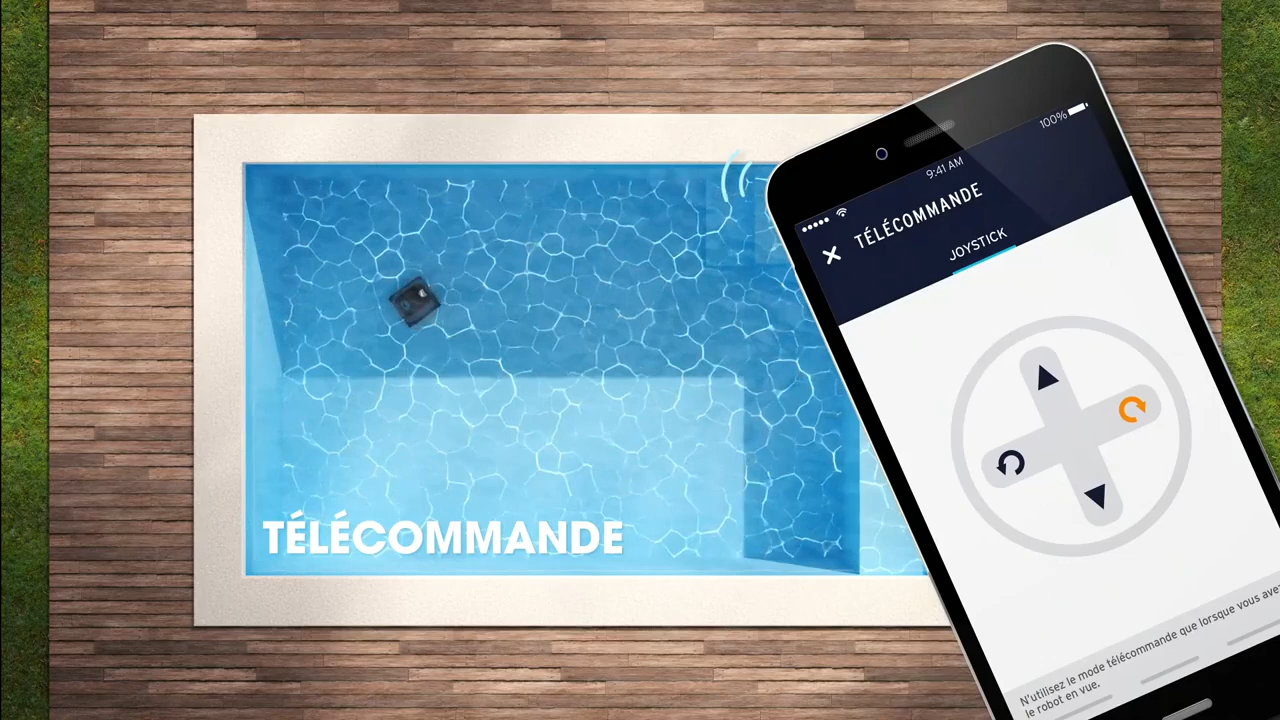 100%
9:41 AM
TÉLÉCOMMANDE
JOYSTICK
TÉLÉCOMMANDE
N'utilisez le mode télécommande que lorsque vous avez
le robot en vue.